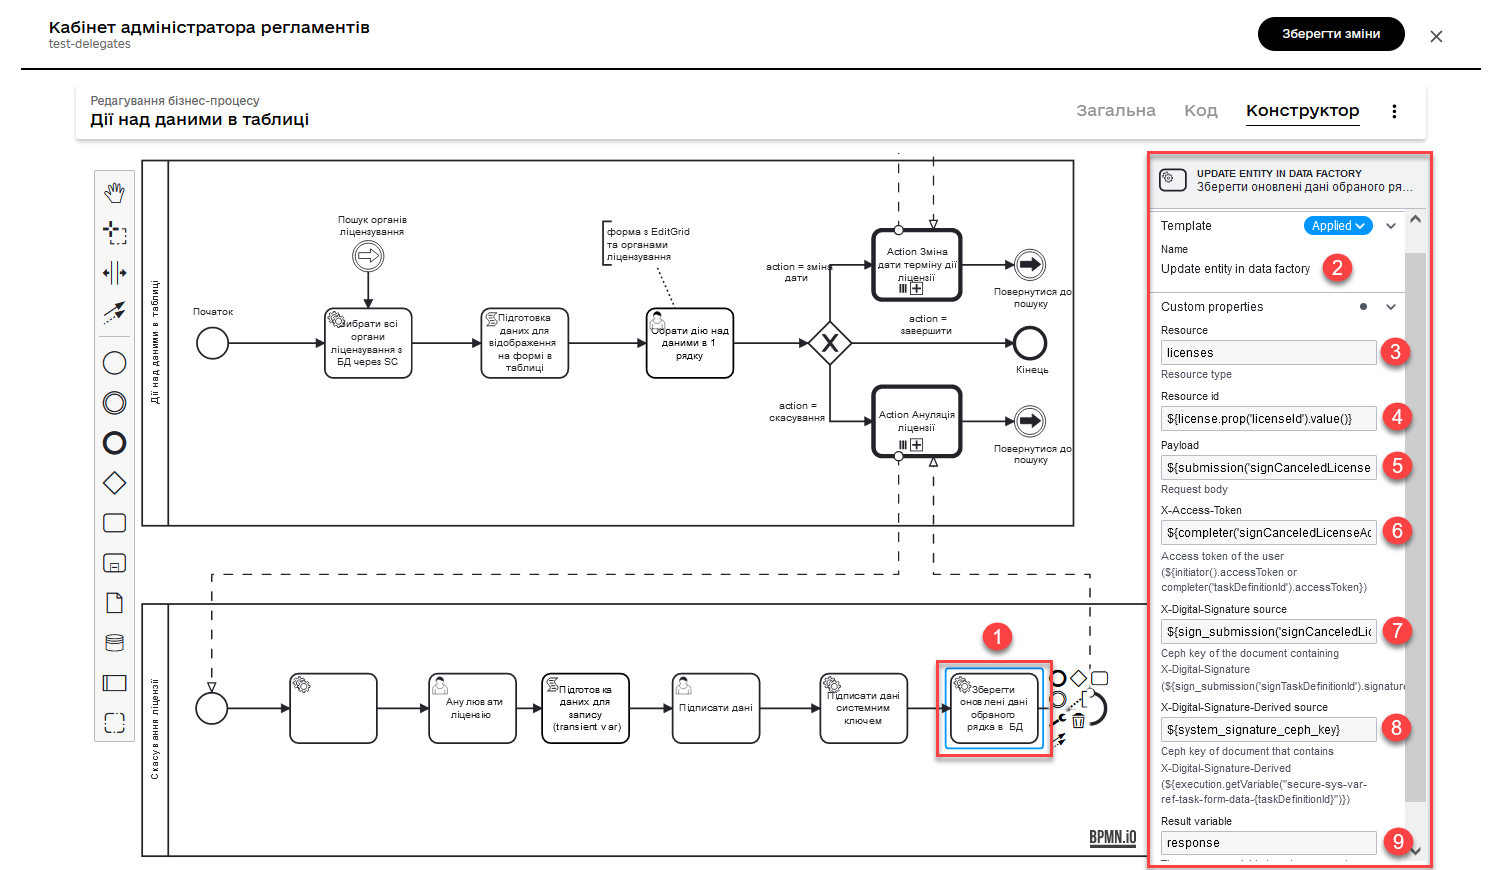 Кабінет адміністратора регламентів
test-delegates
Зберегти зміни
Редагування бізнес-процесу
Дії над даними в таблиці
Загальна
Код
Конструктор
Дії над даними в таблиці
Початок
Пошук органів
ліцензування
Вибрати всі
органи
ліцензування з
БД через SC
Підготовка
даних для
відображення
на формі в
таблиці
форма з EditGrid
та органами
ліцензування
Обрати дію над
даними в 1
рядку
action = зміна
дати
Action Зміна
дати терміну дії
ліцензії
Повернутися до
пошуку
action =
завершити
Кінець
action =
скасування
Action Ануляція
ліцензії
Повернутися до
пошуку
Скасування ліцензії
Анулювати
ліцензію
Підготовка
даних для
запису
(transient var)
Підписати дані
Підписати дані
системним
ключем
1
Зберегти
оновлені дані
обраного
рядка в БД
BPMN.iO
UPDATE ENTITY IN DATA FACTORY
Зберегти оновлені дані обраного ря...
Template
Applied
Name
Update entity in data factory
2
Custom properties
Resource
licenses
3
Resource type
Resource id
${license.prop('licenseId').value()}
4
Payload
${submission('signCanceledLicense
5
Request body
X-Access-Token
${completer('signCanceledLicenseAc
6
Access token of the user
(${initiator().accessToken or
completer('taskDefinitionId').accessToken})
X-Digital-Signature source
${sign_submission('signCanceledLic
7
Ceph key of the document containing
X-Digital-Signature
(${sign_submission('signTaskDefinitionId').signature
X-Digital-Signature-Derived source
${system_signature_ceph_key}
8
Ceph key of document that contains
X-Digital-Signature-Derived
(${execution.getVariable("secure-sys-var-
ref-task-form-data-{taskDefinitionId}")})
Result variable
response
9